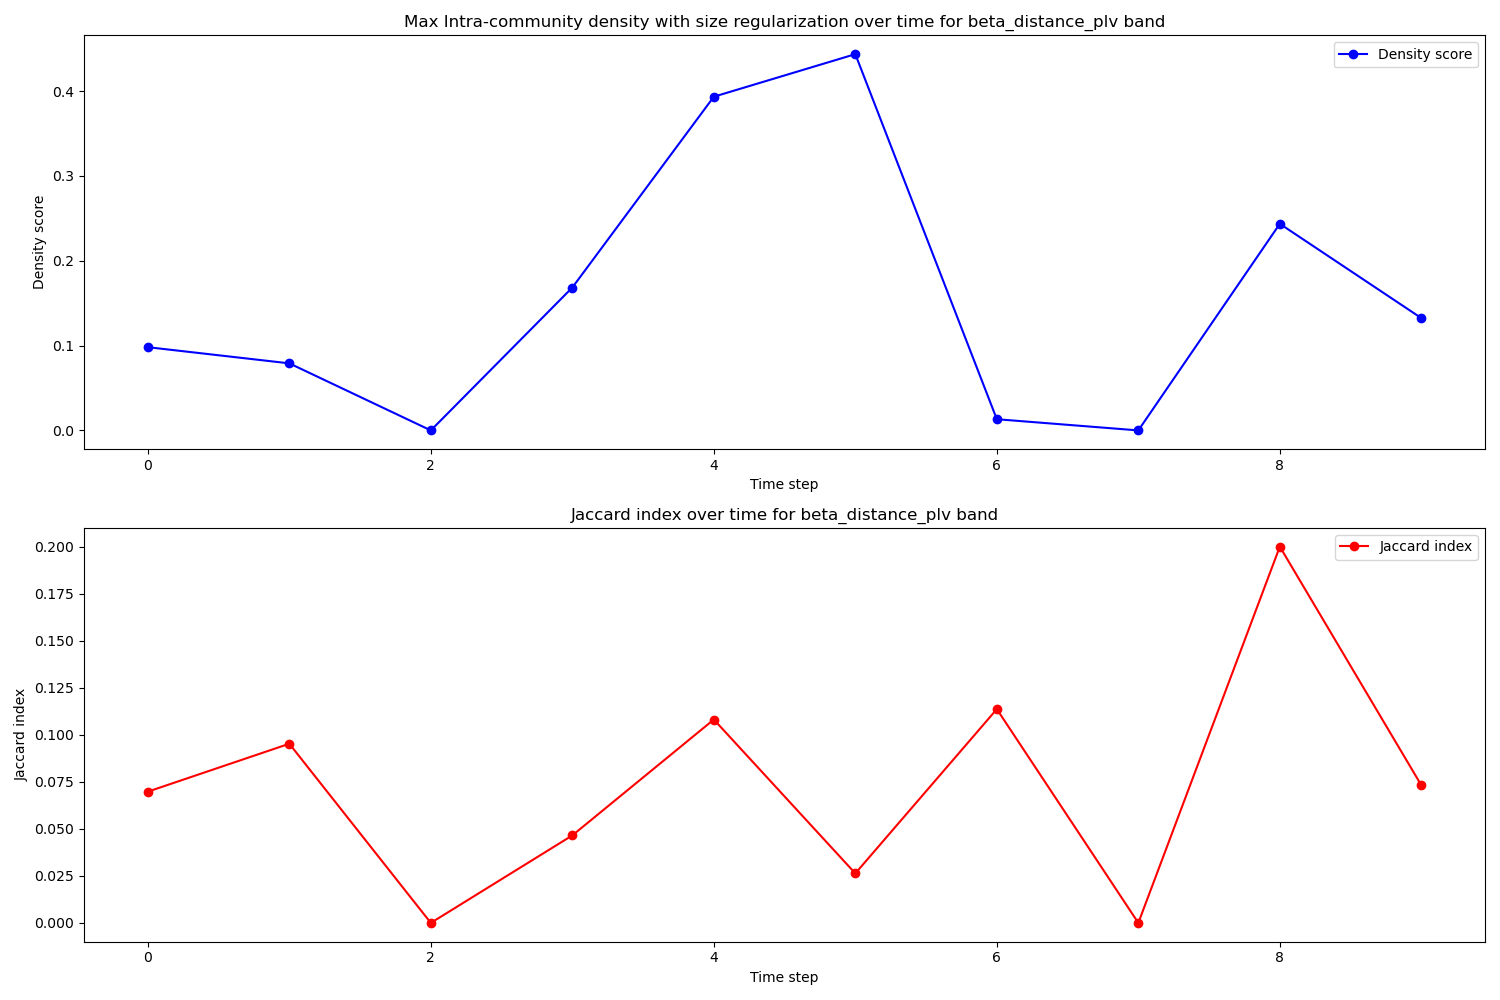 Max Intra-community density with size regularization over time for beta_distance_plv band
Density score
0.4
0.3
0.2
0.1
0.0
Density score
0 2 4 6 8
Time step
Jaccard index over time for beta_distance_plv band
Jaccard index
0.200
0.175
0.150
0.125
0.100
0.075
0.050
0.025
0.000
Jaccard index
0 2 4 6 8
Time step